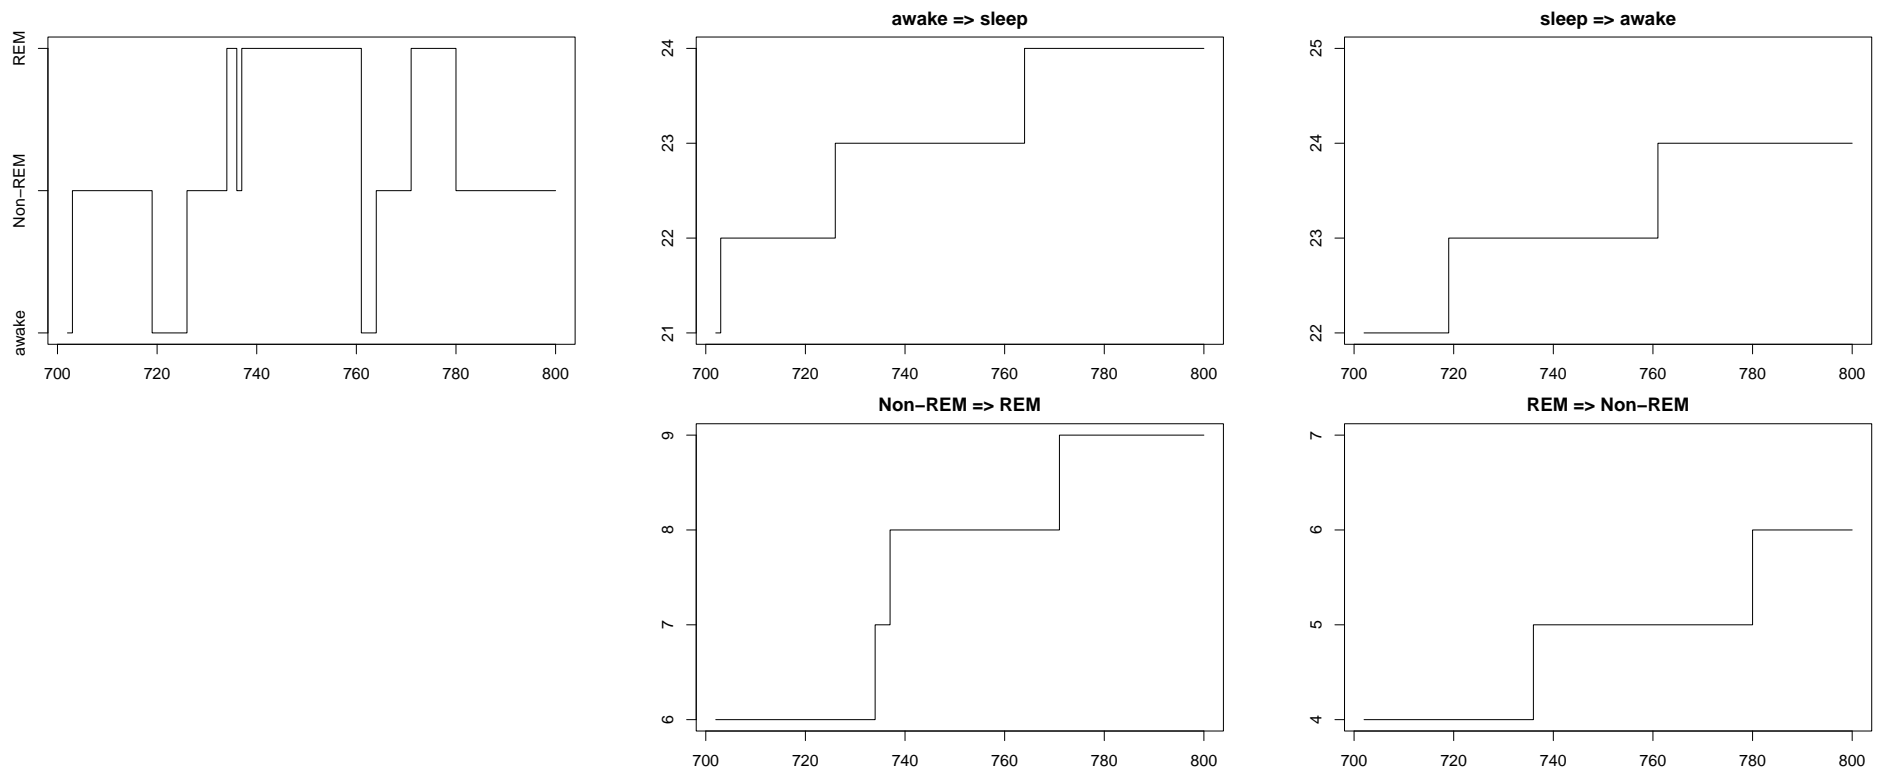 REM
Non−REM
awake
700 720 740 760 780 800
awake => sleep
24
23
22
21
700 720 740 760 780 800
sleep => awake
25
24
23
22
700 720 740 760 780 800
Non−REM => REM
9
8
7
6
700 720 740 760 780 800
REM => Non−REM
7
6
5
4
700 720 740 760 780 800